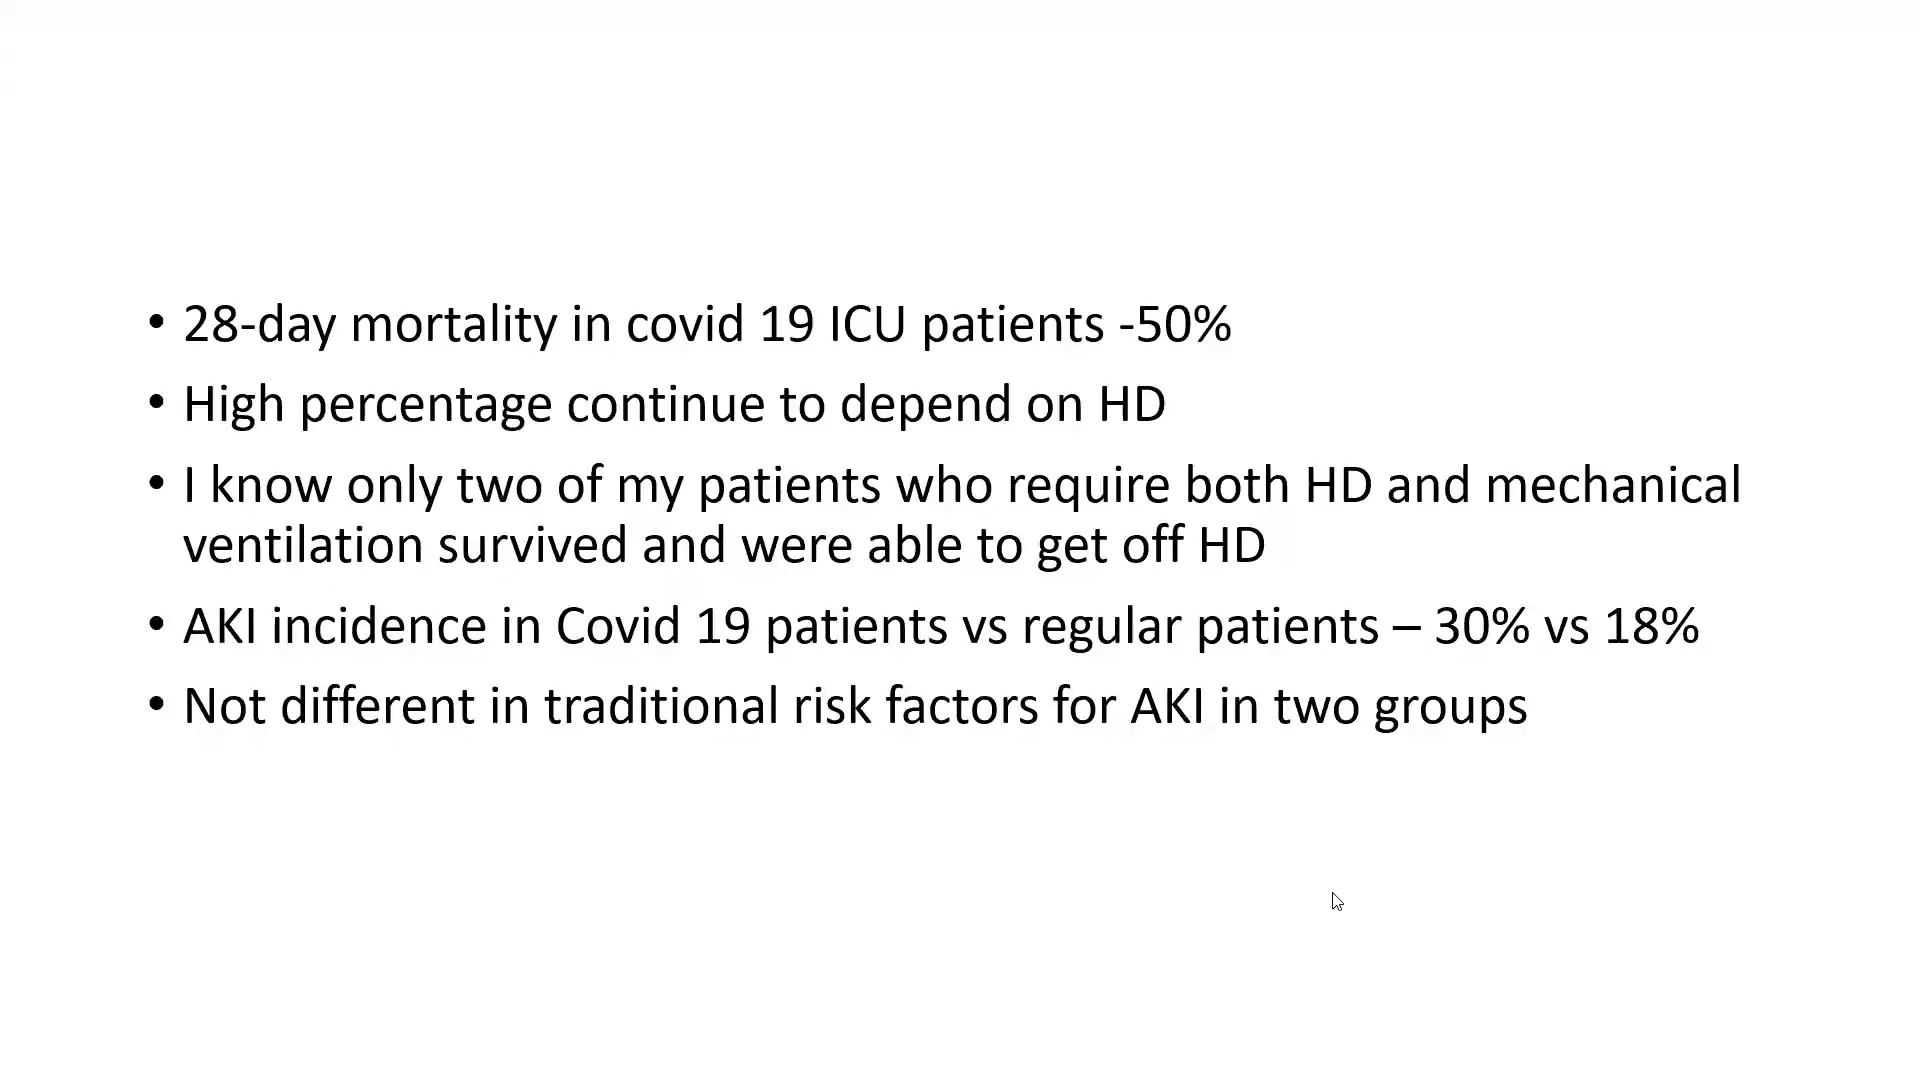 • 28-day mortality in covid 19 ICU patients -50%
• High percentage continue to depend on HD
• I know only two of my patients who require both HD and mechanical
ventilation survived and were able to get off HD
• AKI incidence in Covid 19 patients vs regular patients – 30% vs 18%
• Not different in traditional risk factors for AKI in two groups